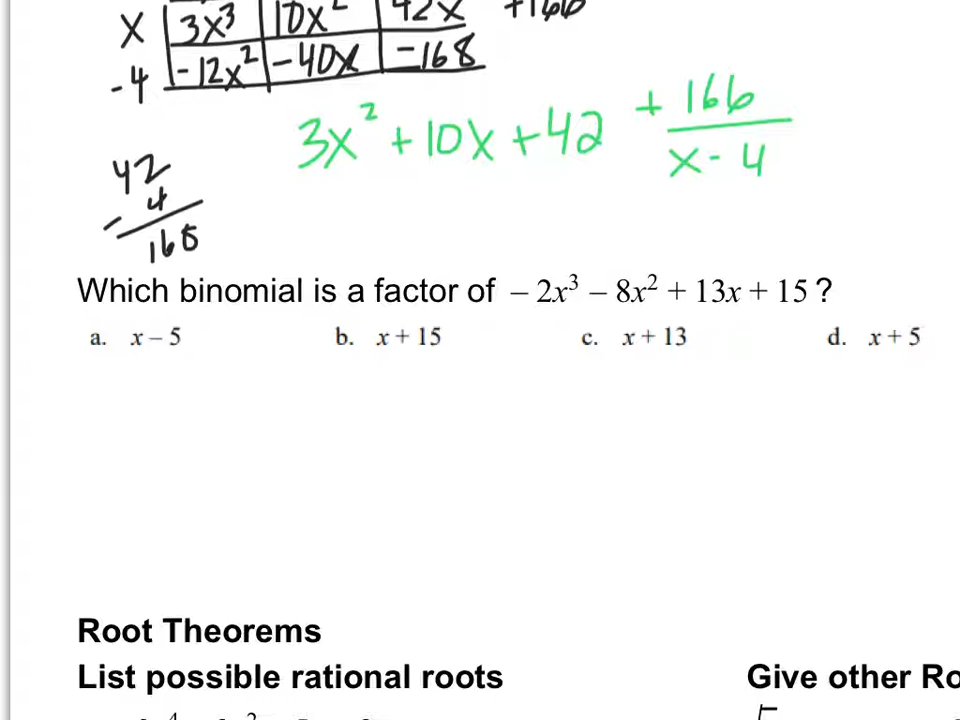 x 3x³ 10x² 42x +166
-4 -12x² -40x -168
3x² + 10x + 42 + 166/(x - 4)
42
4
168
Which binomial is a factor of – 2x³ – 8x² + 13x + 15 ?
a. x – 5 b. x + 15 c. x + 13 d. x + 5
Root Theorems
List possible rational roots
Give other Ro